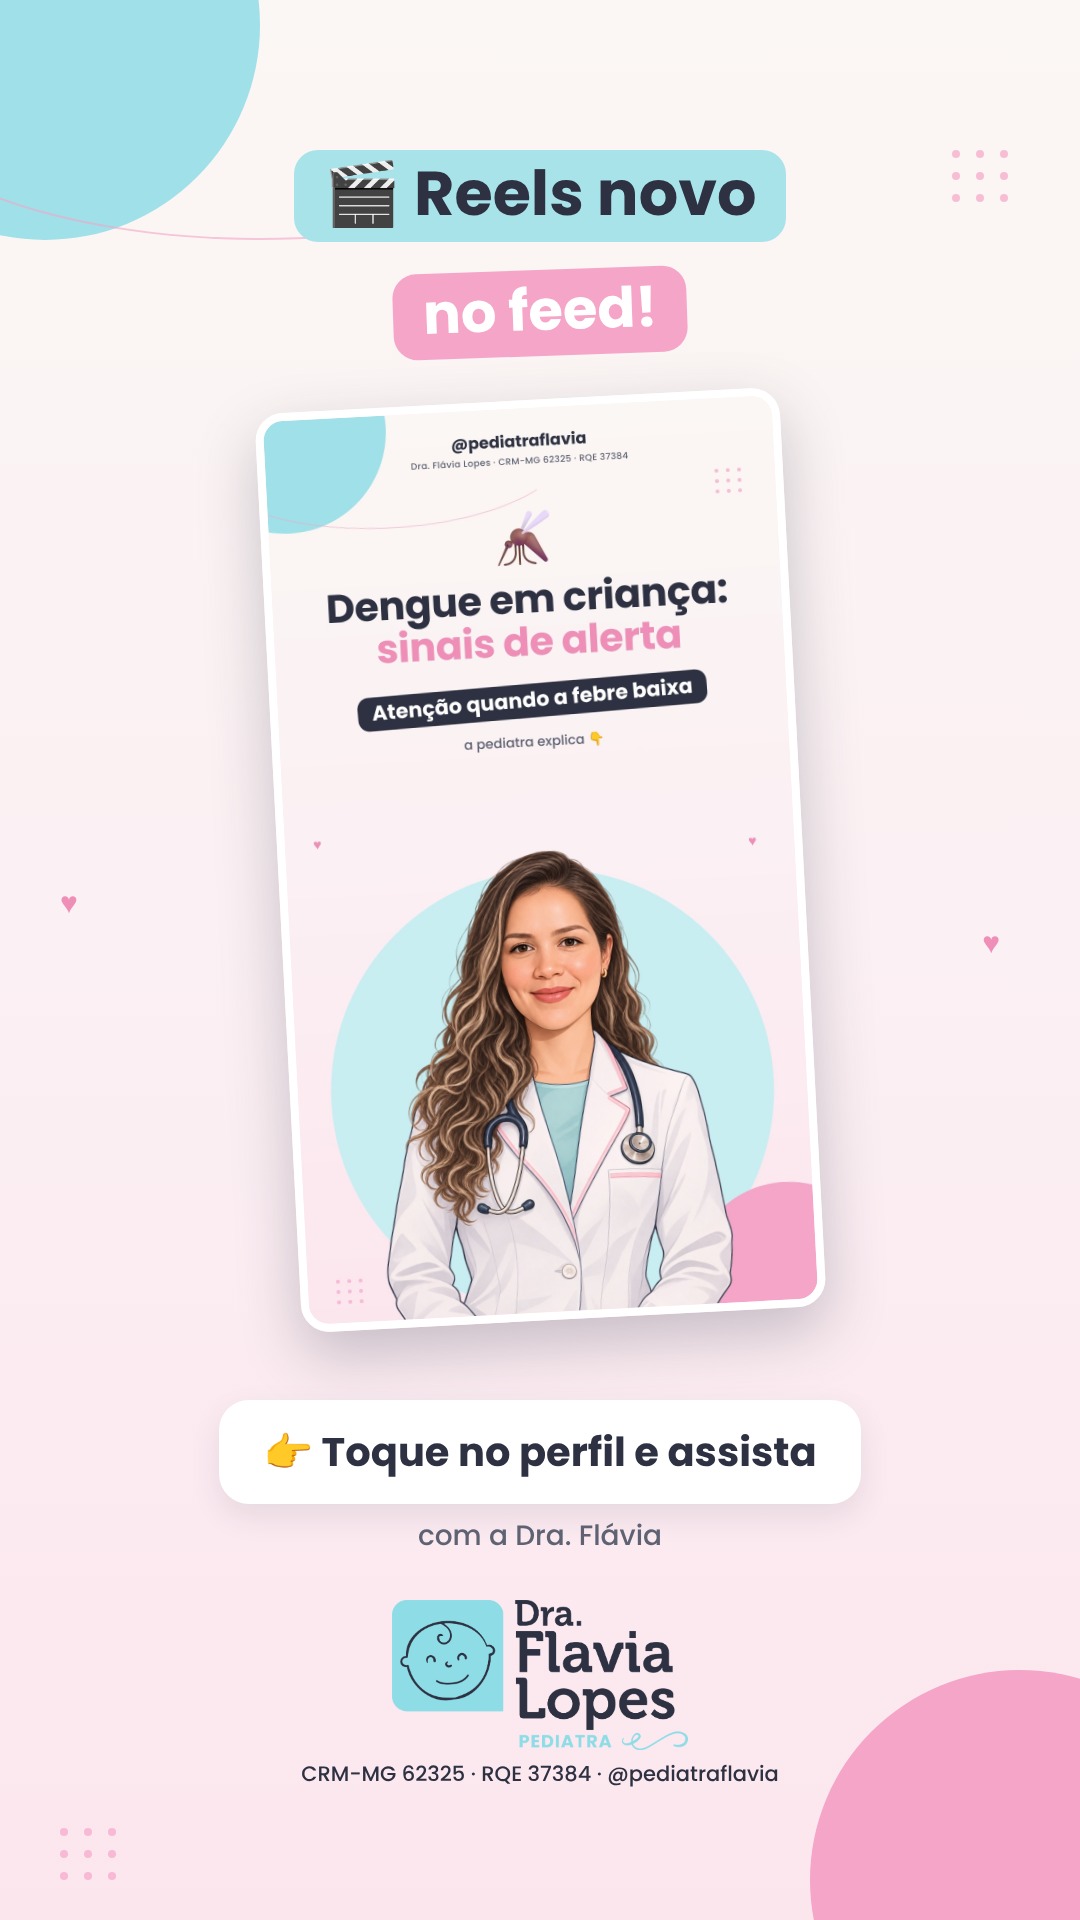 🎬 Reels novo
no feed!
@pediatraflavia
Dra. Flávia Lopes · CRM-MG 62325 · RQE 37384
Dengue em criança:
sinais de alerta
Atenção quando a febre baixa
a pediatra explica 👇
👉 Toque no perfil e assista
com a Dra. Flávia
Dra.
Flavia
Lopes
PEDIATRA
CRM-MG 62325 · RQE 37384 · @pediatraflavia